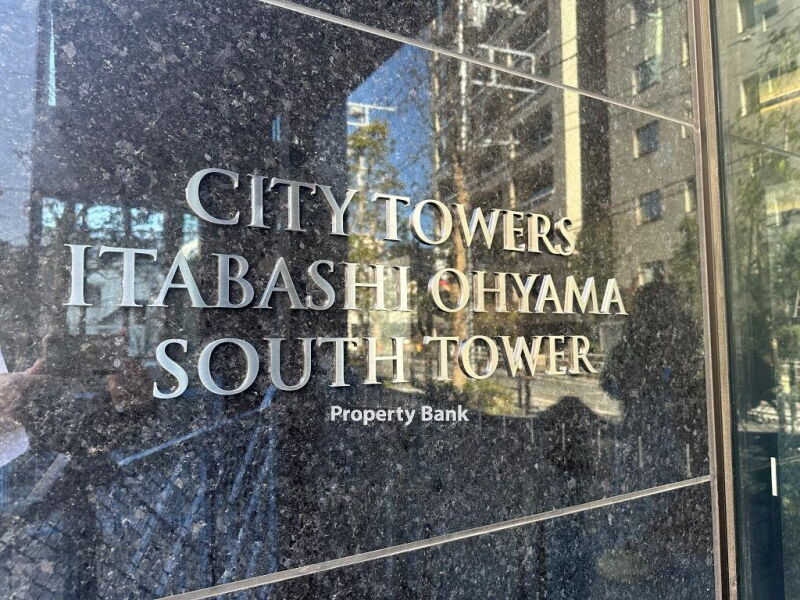 CITY TOWERS
ITABASHI OHYAMA
SOUTH TOWER
Property Bank